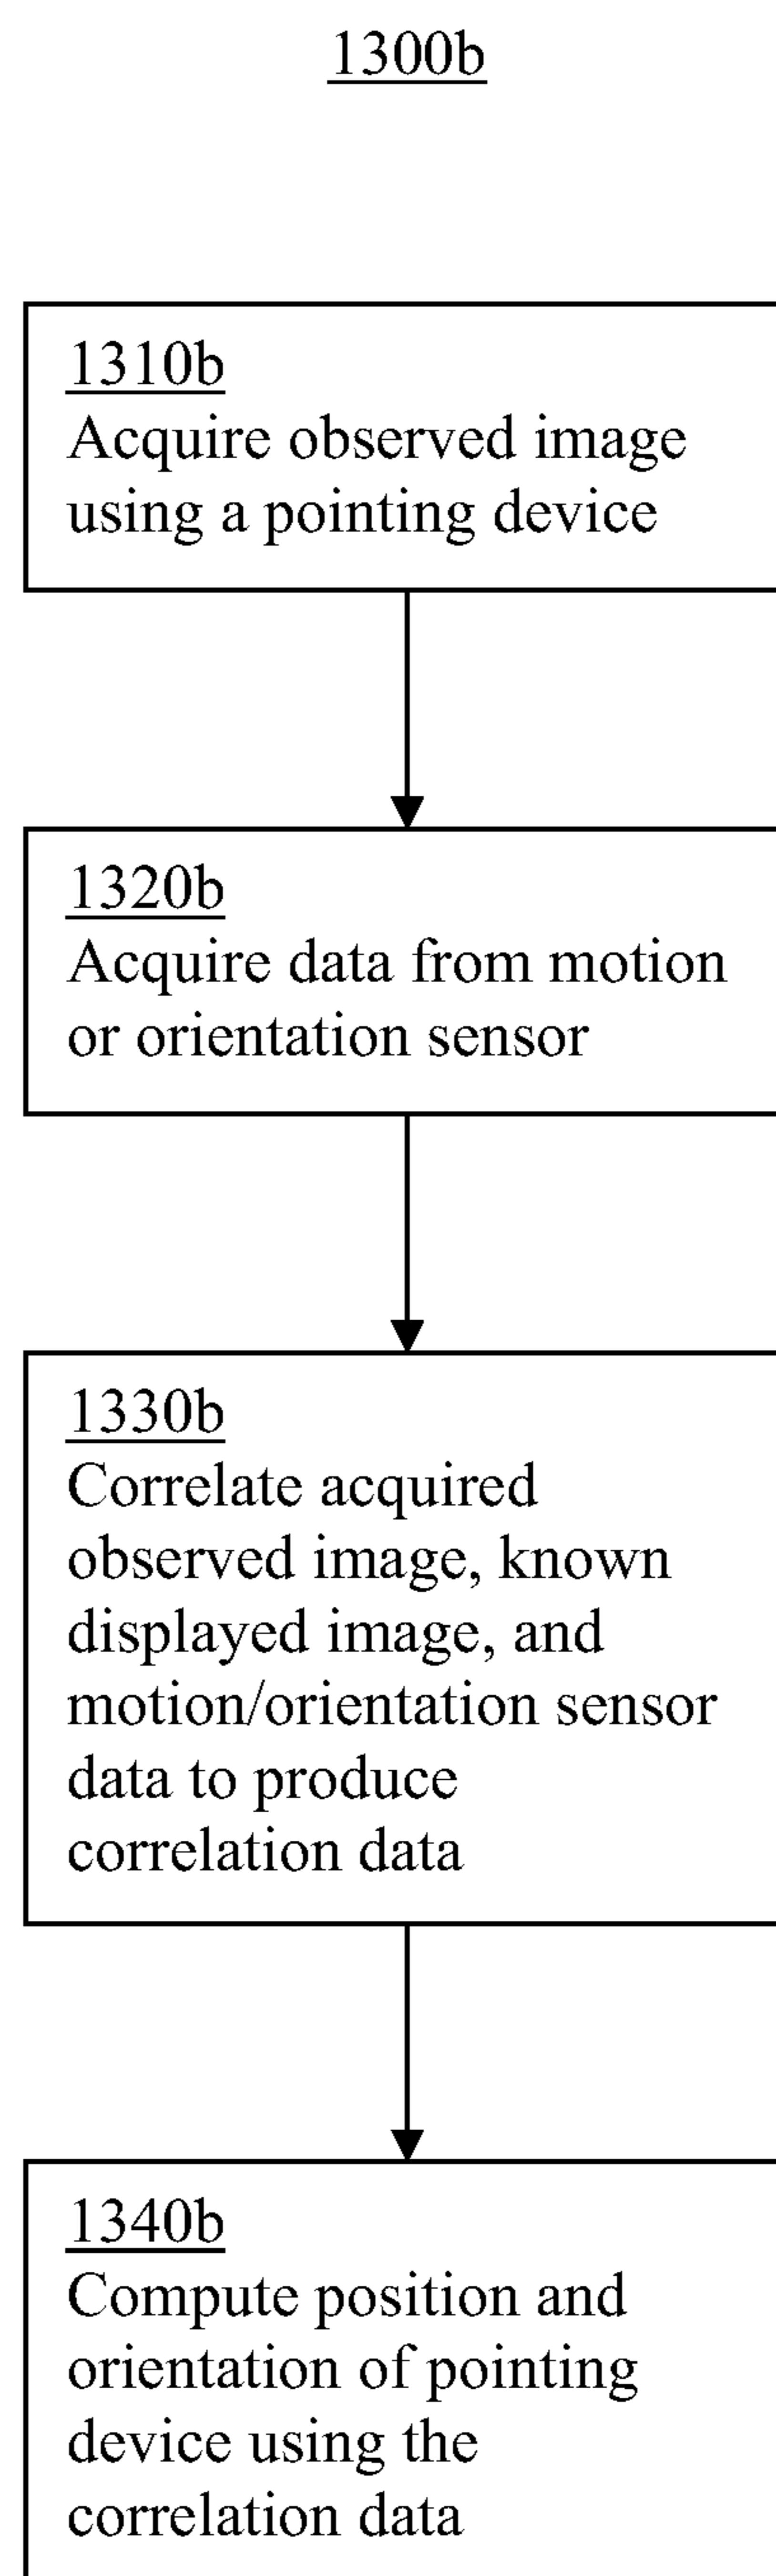 1300b
1310b
Acquire observed image
using a pointing device
1320b
Acquire data from motion
or orientation sensor
1330b
Correlate acquired
observed image, known
displayed image, and
motion/orientation sensor
data to produce
correlation data
1340b
Compute position and
orientation of pointing
device using the
correlation data